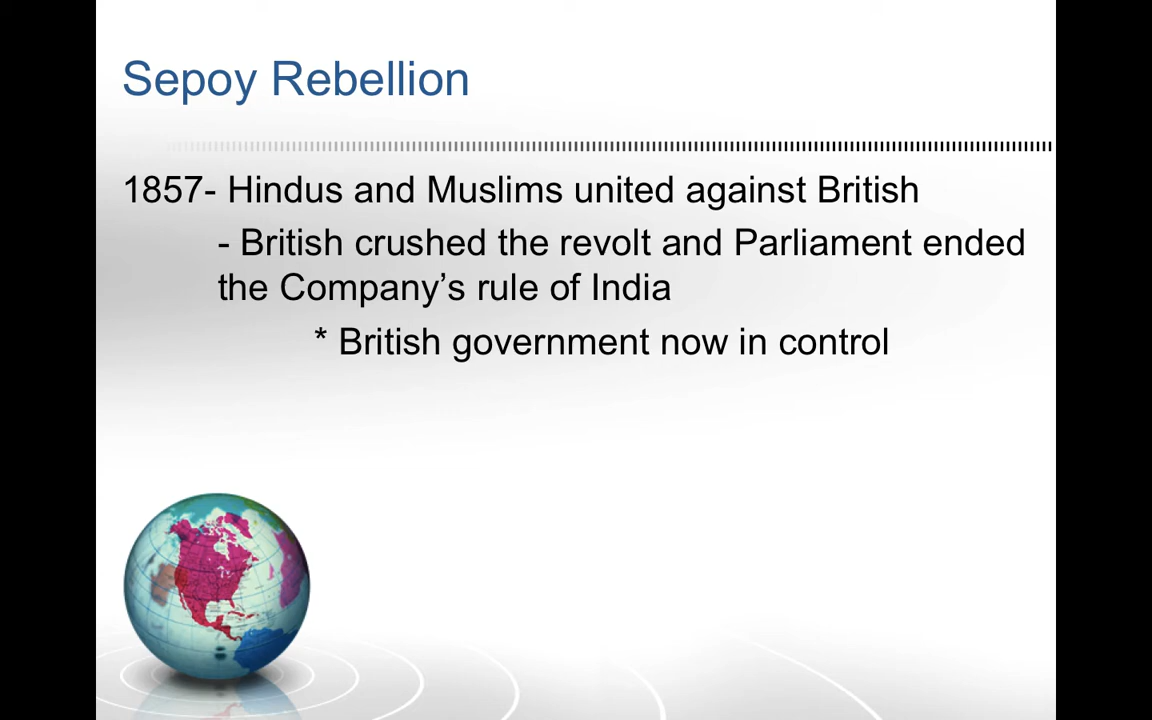 Sepoy Rebellion
1857- Hindus and Muslims united against British
- British crushed the revolt and Parliament ended
the Company’s rule of India
* British government now in control